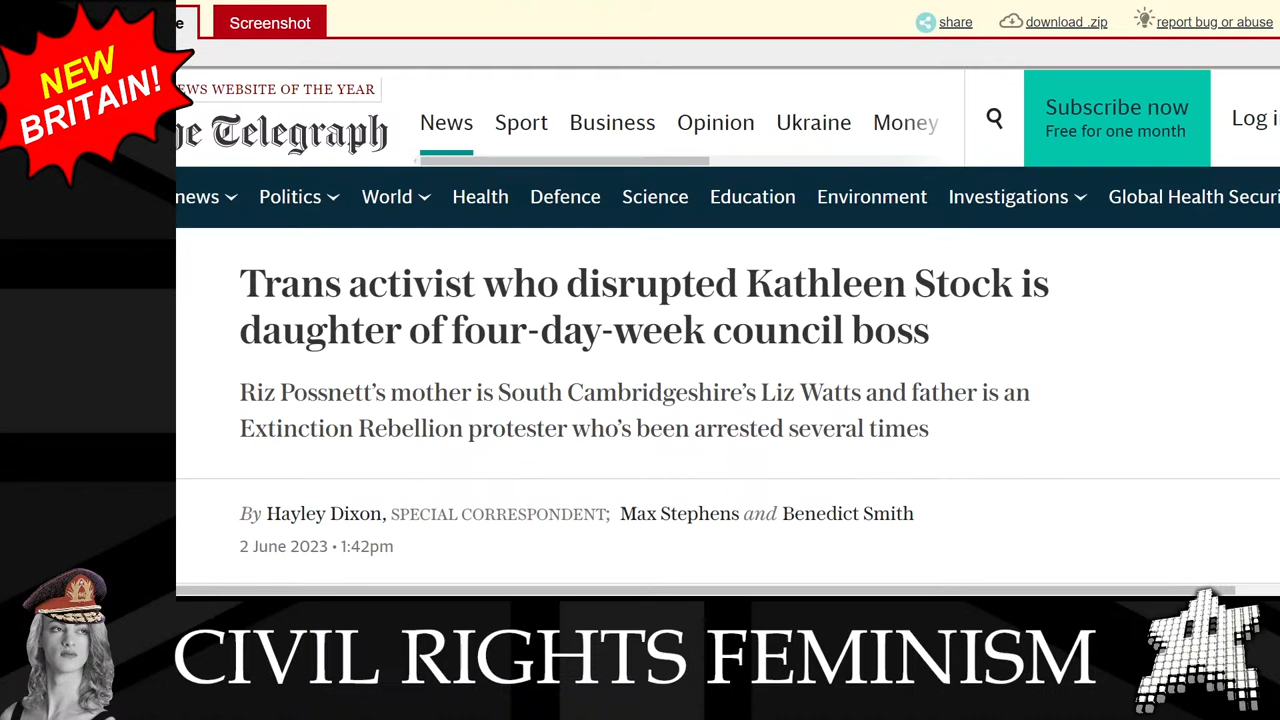 Screenshot
share
download .zip
report bug or abuse
NEW
BRITAIN!
WEBSITE OF THE YEAR
Telegraph
News Sport Business Opinion Ukraine Money
Subscribe now
Free for one month
Log
news Politics World Health Defence Science Education Environment Investigations Global Health
Trans activist who disrupted Kathleen Stock is
daughter of four-day-week council boss
Riz Possnett’s mother is South Cambridgeshire’s Liz Watts and father is an
Extinction Rebellion protester who’s been arrested several times
By Hayley Dixon, SPECIAL CORRESPONDENT; Max Stephens and Benedict Smith
2 June 2023 • 1:42pm
CIVIL RIGHTS FEMINISM